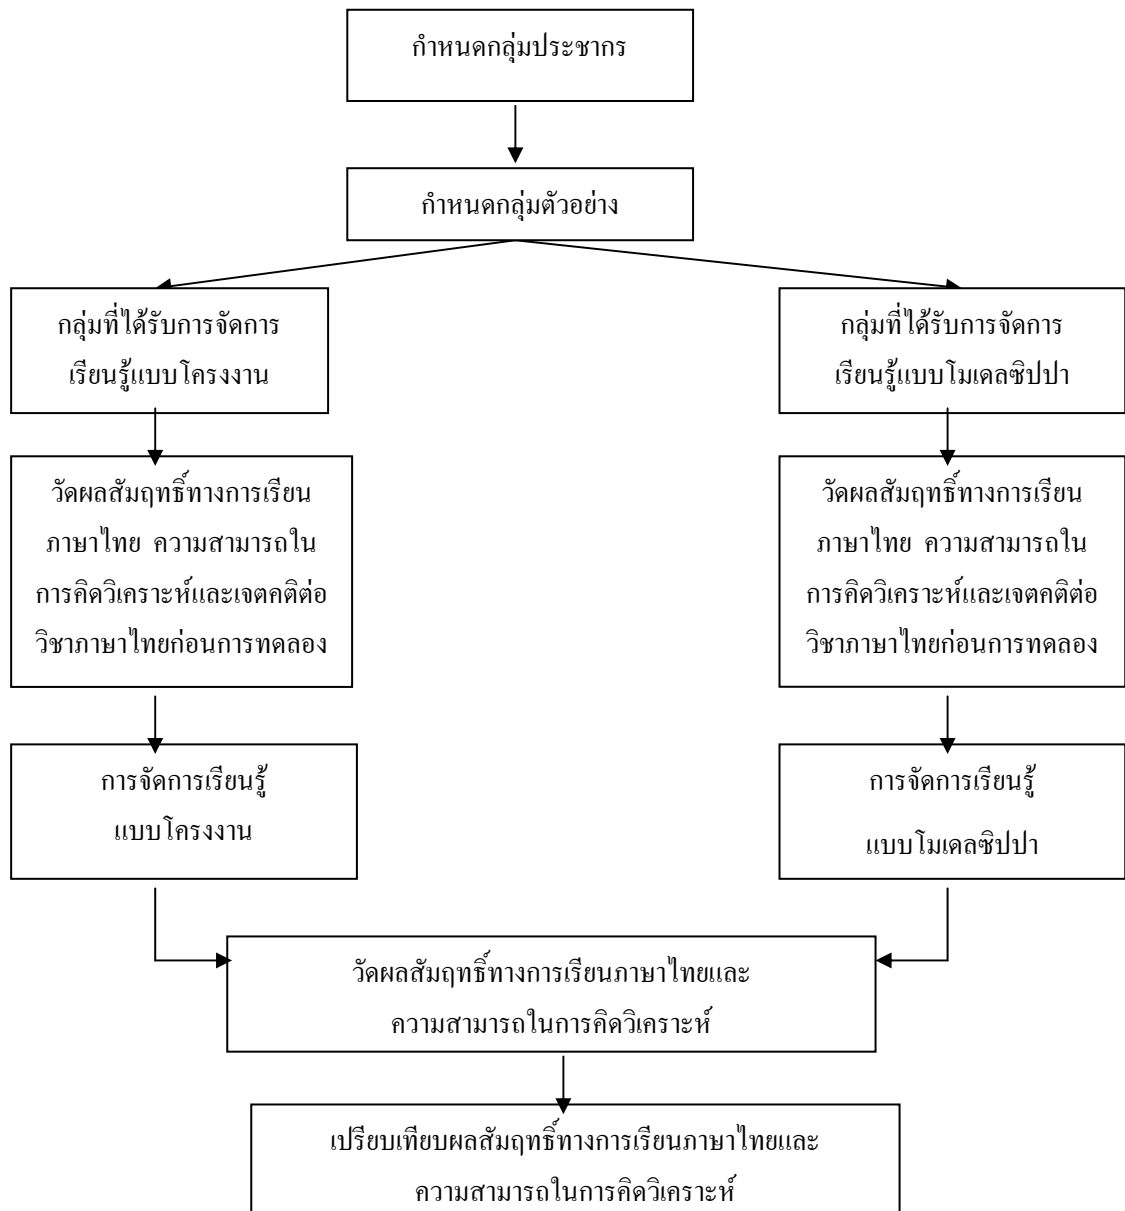 กำหนดกลุ่มประชากร
กำหนดกลุ่มตัวอย่าง
กลุ่มที่ได้รับการจัดการ
เรียนรู้แบบโครงงาน
กลุ่มที่ได้รับการจัดการ
เรียนรู้แบบโมเดลซิปปา
วัดผลสัมฤทธิ์ทางการเรียน
ภาษาไทย ความสามารถใน
การคิดวิเคราะห์และเจตคติต่อ
วิชาภาษาไทยก่อนการทดลอง
วัดผลสัมฤทธิ์ทางการเรียน
ภาษาไทย ความสามารถใน
การคิดวิเคราะห์และเจตคติต่อ
วิชาภาษาไทยก่อนการทดลอง
การจัดการเรียนรู้
แบบโครงงาน
การจัดการเรียนรู้
แบบโมเดลซิปปา
วัดผลสัมฤทธิ์ทางการเรียนภาษาไทยและ
ความสามารถในการคิดวิเคราะห์
เปรียบเทียบผลสัมฤทธิ์ทางการเรียนภาษาไทยและ
ความสามารถในการคิดวิเคราะห์